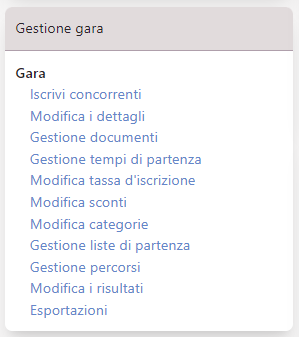 Gestione gara
Gara
Iscrivi concorrenti
Modifica i dettagli
Gestione documenti
Gestione tempi di partenza
Modifica tassa d'iscrizione
Modifica sconti
Modifica categorie
Gestione liste di partenza
Gestione percorsi
Modifica i risultati
Esportazioni